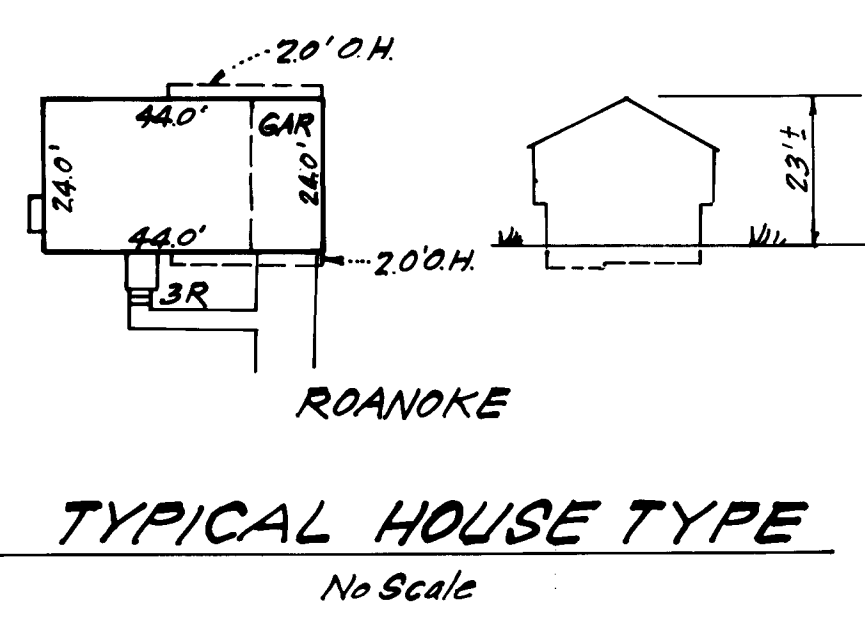 2.0' O.H.
44.0'
GAR
24.0'
24.0'
44.0'
2.0' O.H.
3R
23'±
ROANOKE
TYPICAL HOUSE TYPE
No Scale